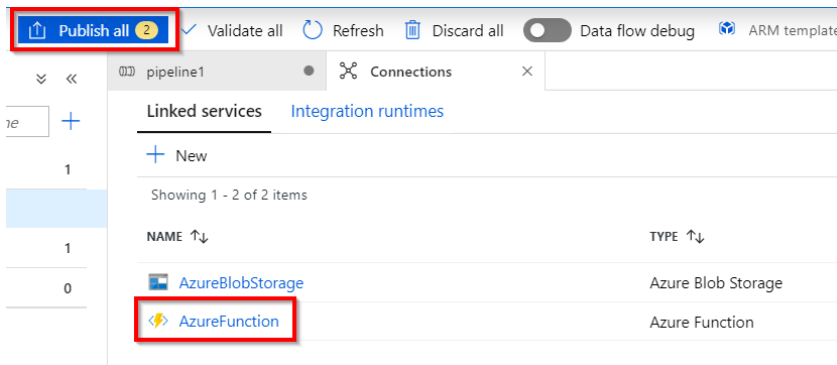 Publish all 2 Validate all Refresh Discard all Data flow debug ARM template
pipeline1 Connections
Linked services Integration runtimes
New
1
Showing 1 - 2 of 2 items
NAME TYPE
1
AzureBlobStorage Azure Blob Storage
0
AzureFunction Azure Function